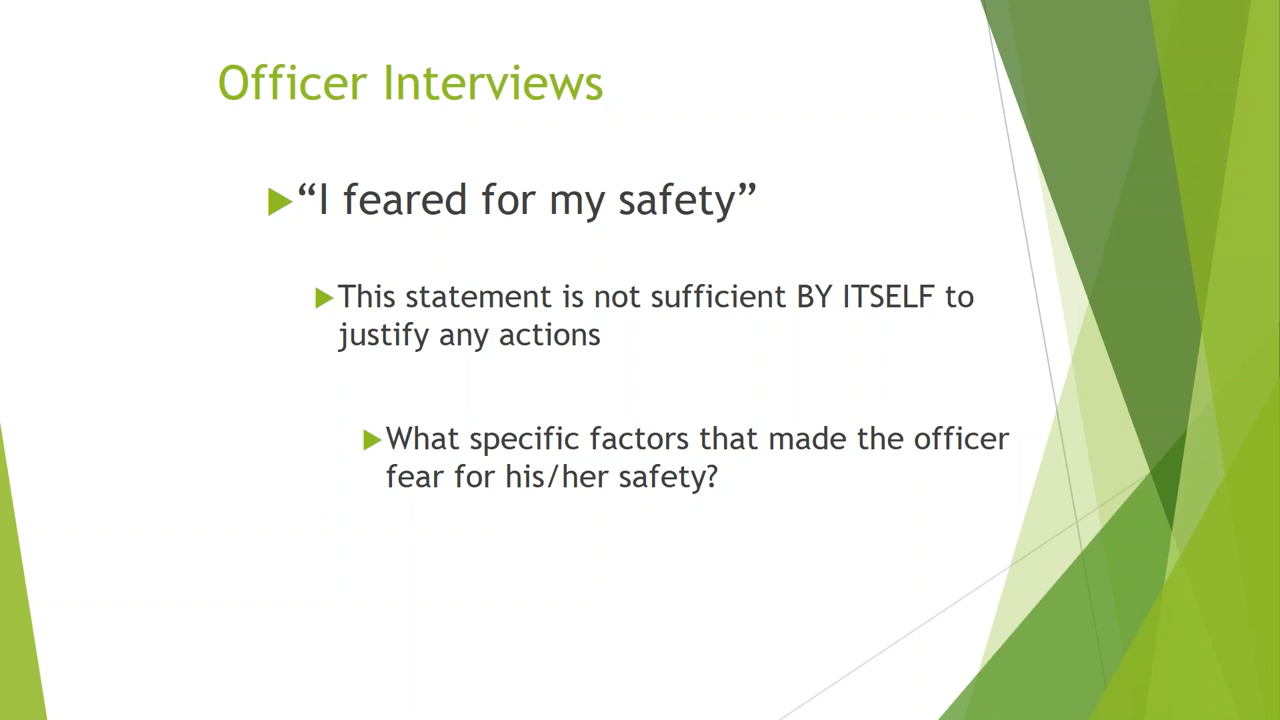 Officer Interviews
“I feared for my safety”
This statement is not sufficient BY ITSELF to
justify any actions
What specific factors that made the officer
fear for his/her safety?